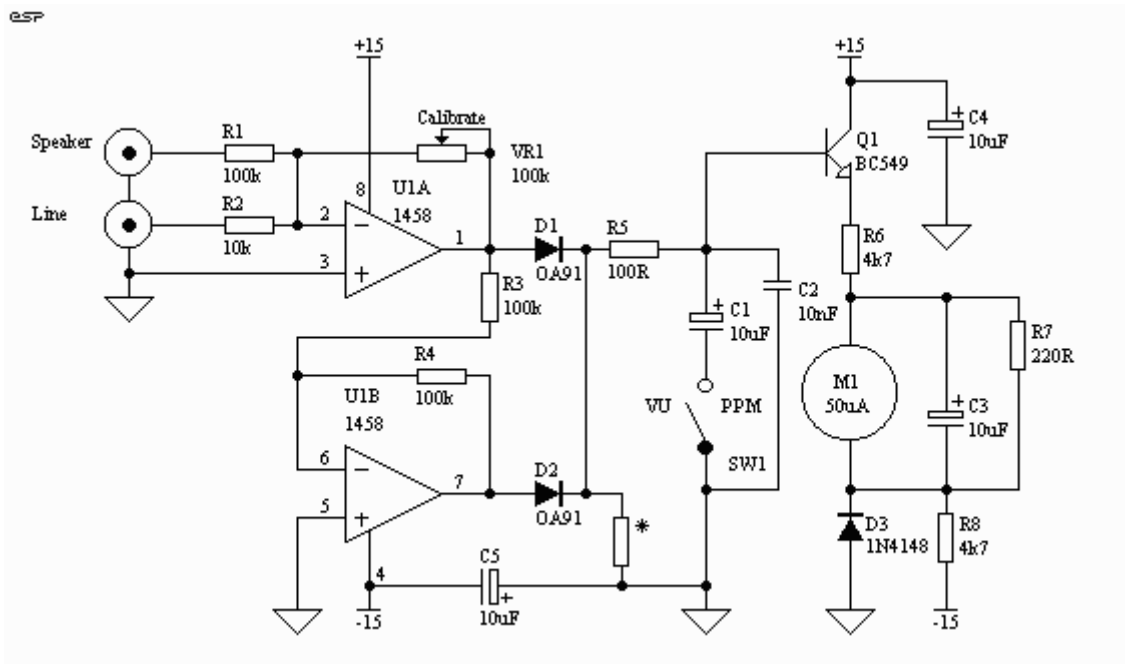 esp
+15
+15
Calibrate
Speaker
R1
100k
VR1
100k
Q1
BC549
C4
10uF
+
8
U1A
1458
Line
R2
10k
2
−
3
+
1
D1
OA91
R5
100R
R6
4k7
R3
100k
C1
10uF
+
C2
10nF
R7
220R
R4
100k
M1
50uA
U1B
1458
VU
PPM
C3
10uF
+
SW1
6
−
5
+
7
D2
OA91
*
D3
1N4148
R8
4k7
4
C5
+
10uF
-15
-15